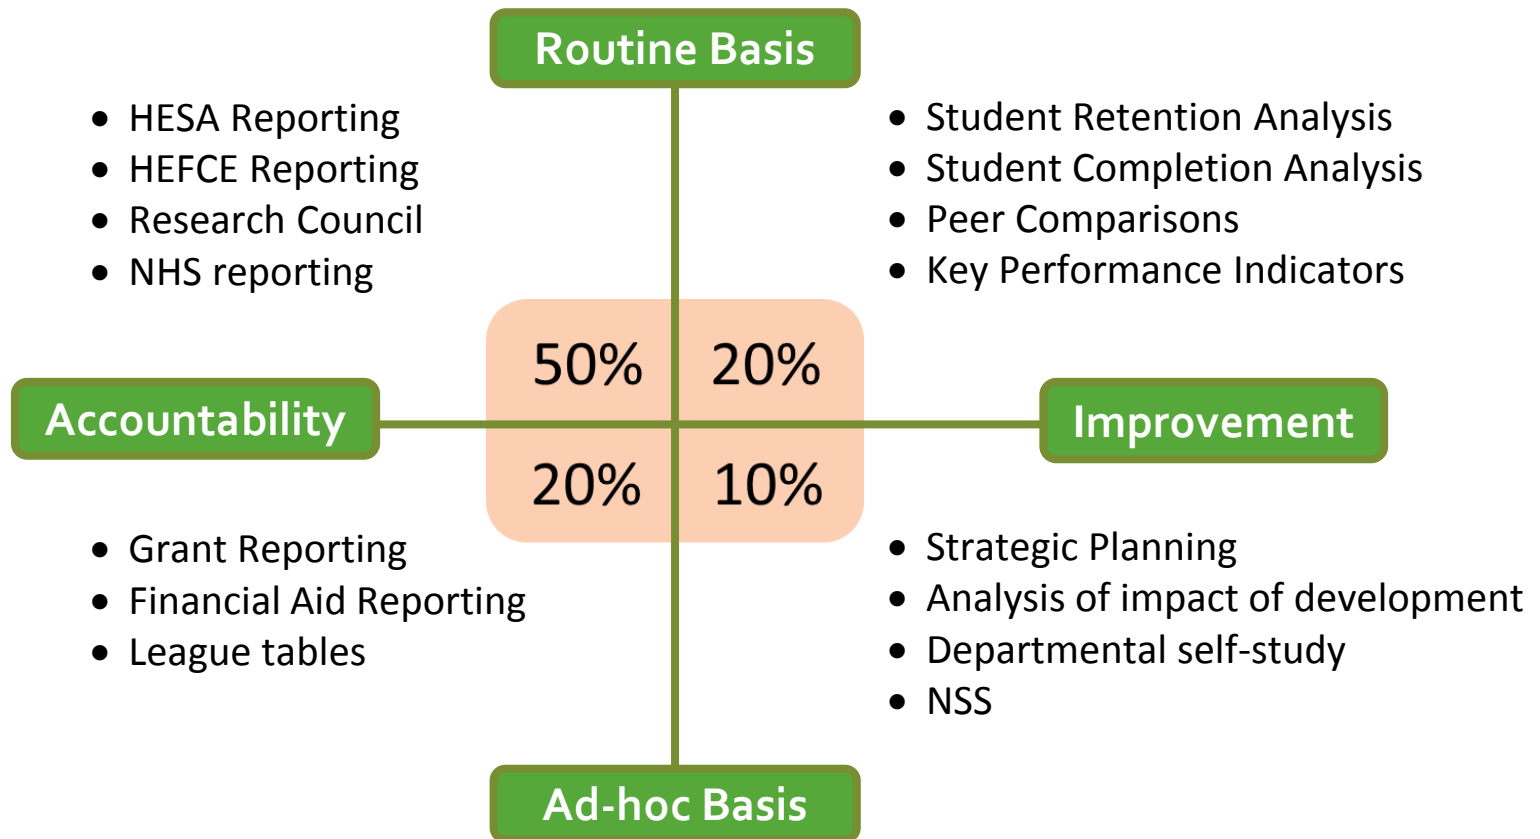 Routine Basis
• HESA Reporting
• HEFCE Reporting
• Research Council
• NHS reporting
• Student Retention Analysis
• Student Completion Analysis
• Peer Comparisons
• Key Performance Indicators
50% 20%
Accountability
Improvement
20% 10%
• Grant Reporting
• Financial Aid Reporting
• League tables
• Strategic Planning
• Analysis of impact of development
• Departmental self-study
• NSS
Ad-hoc Basis